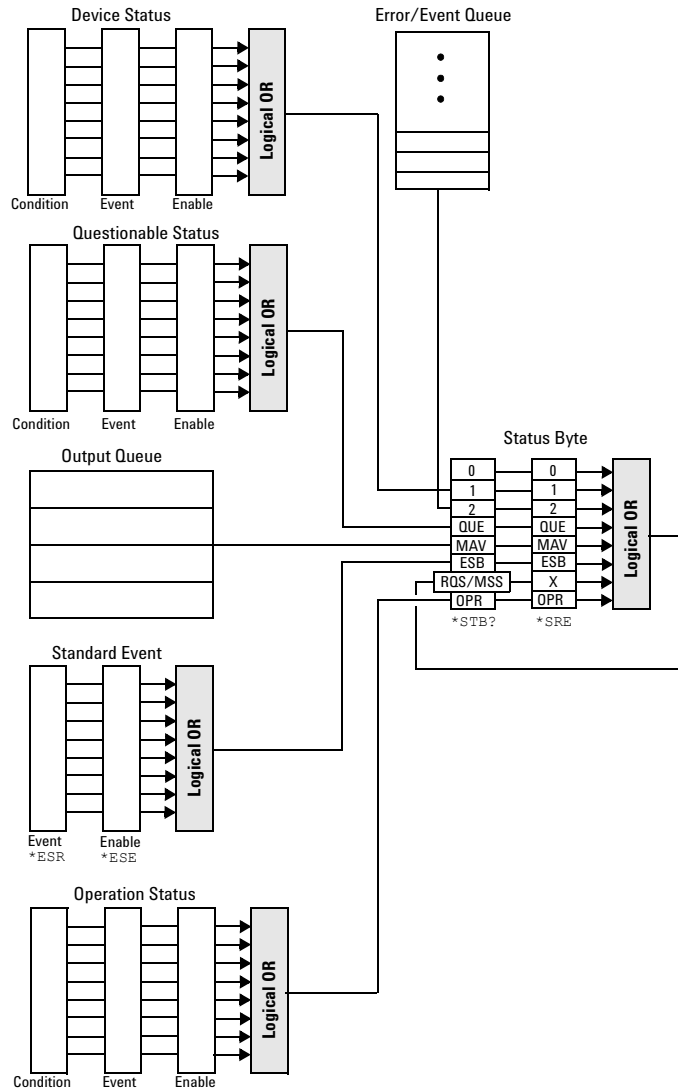 Device Status
Error/Event Queue
Logical OR
Condition Event Enable
Questionable Status
Logical OR
Condition Event Enable
Output Queue
Status Byte
0 0
1 1
2 2
QUE QUE
MAV MAV
ESB ESB
RQS/MSS X
OPR OPR
*STB? *SRE
Logical OR
Standard Event
Logical OR
Event Enable
*ESR *ESE
Operation Status
Logical OR
Condition Event Enable